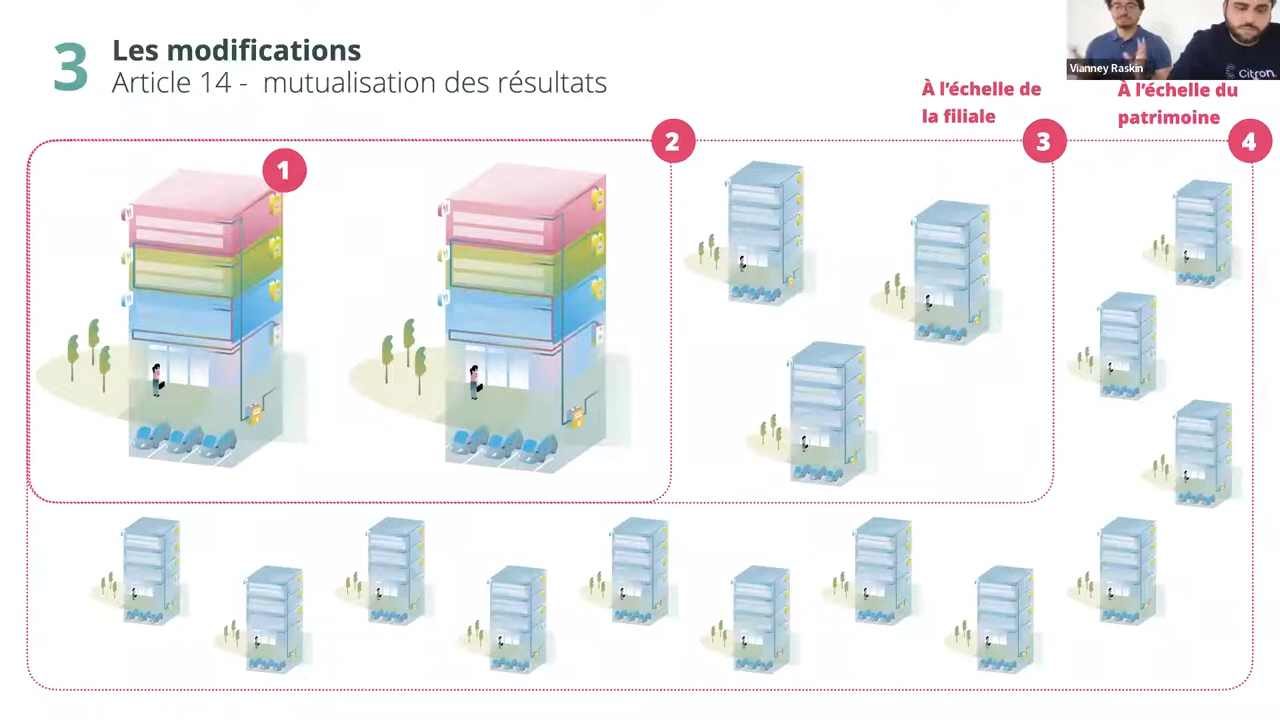 3
Les modifications
Article 14 - mutualisation des résultats
Vianney Raskin
Citron
À l'échelle de
la filiale
À l'échelle du
patrimoine
1
2
3
4